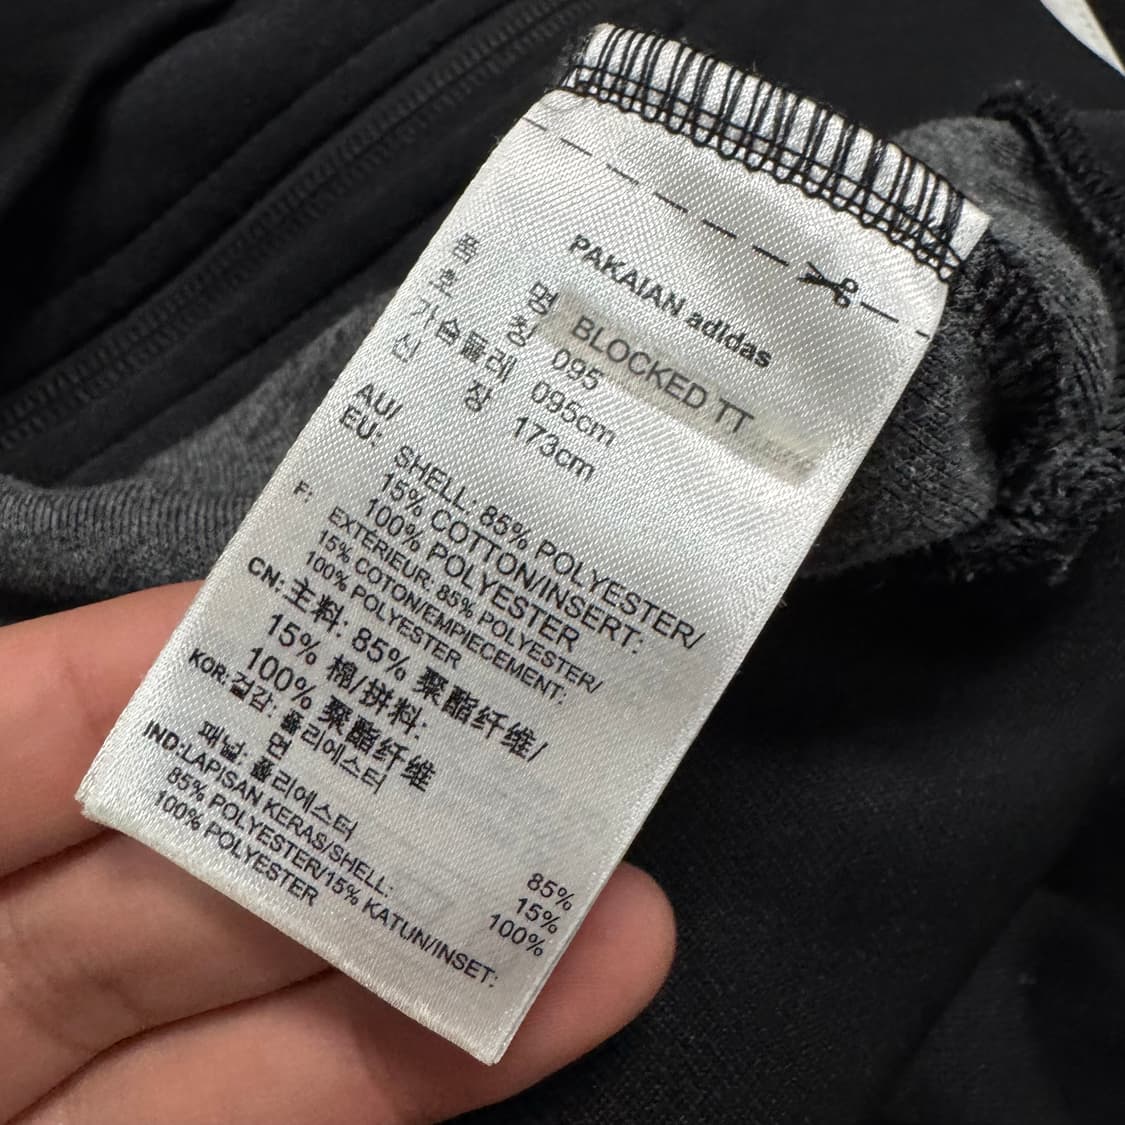 PAKAIAN adidas
품 명 BLOCKED TT
호 칭 095
가슴둘레 095cm
신 장 173cm
AU/
EU: SHELL: 85% POLYESTER/
15% COTTON/INSERT:
100% POLYESTER
F: EXTÉRIEUR: 85% POLYESTER/
15% COTON/EMPIECEMENT:
100% POLYESTER
CN: 主料: 85% 聚酯纤维/
15% 棉/拼料:
100% 聚酯纤维
KOR: 겉감: 폴리에스터 85%
면 15%
패널: 폴리에스터 100%
IND:LAPISAN KERAS/SHELL:
85% POLYESTER/15% KATUN/INSET:
100% POLYESTER